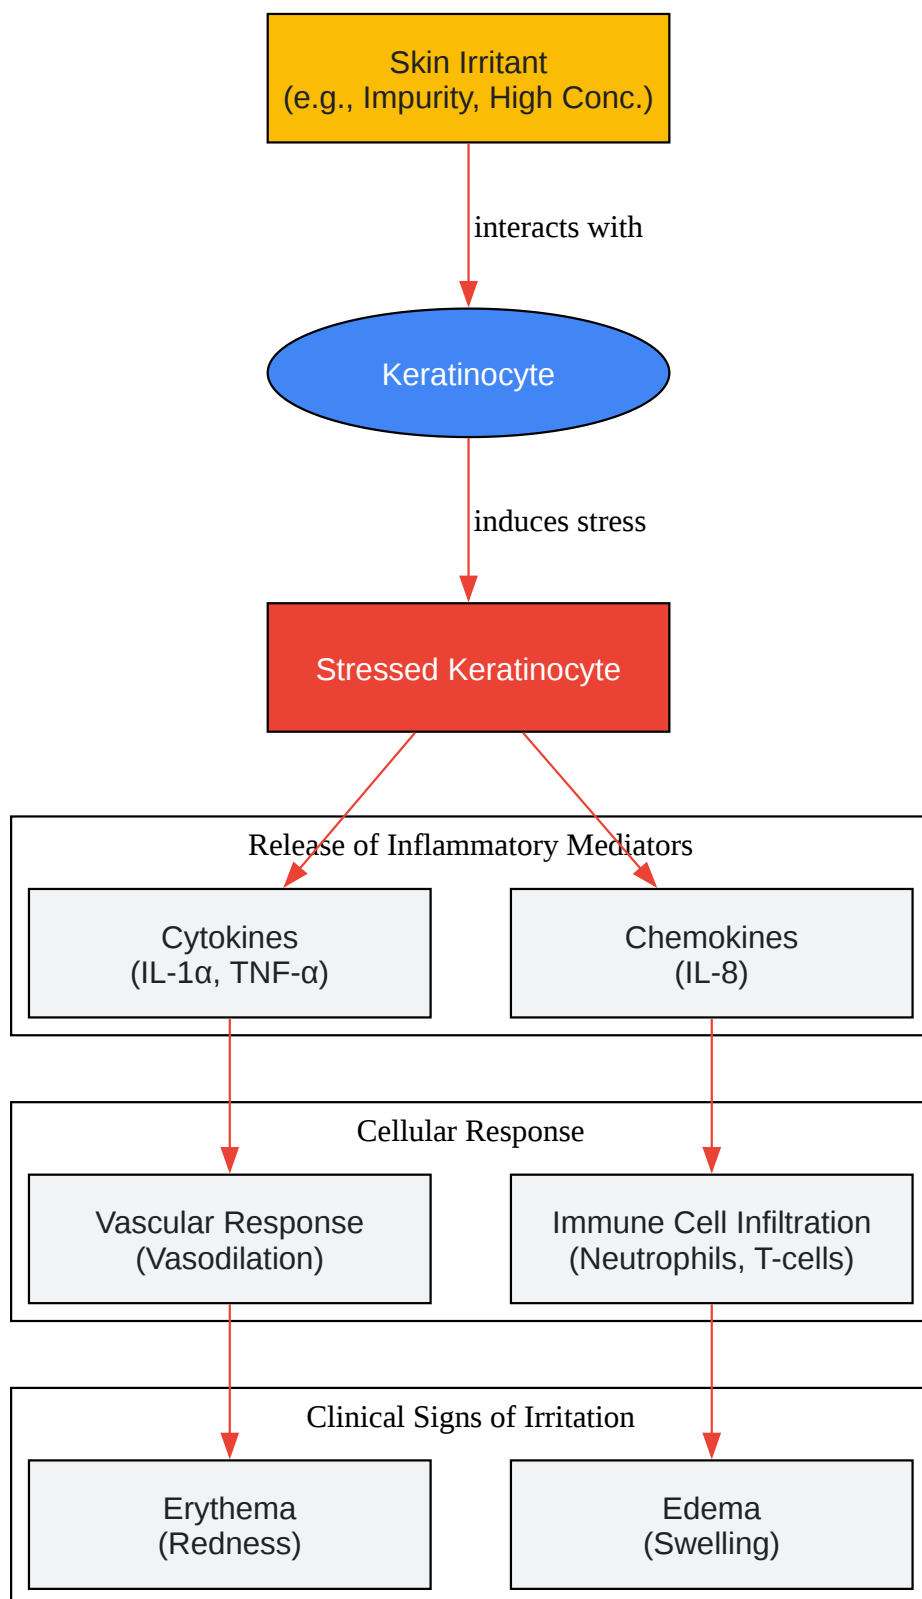 Skin Irritant
(e.g., Impurity, High Conc.)
interacts with
Keratinocyte
induces stress
Stressed Keratinocyte
Release of Inflammatory Mediators
Cytokines
(IL-1α, TNF-α)
Chemokines
(IL-8)
Cellular Response
Vascular Response
(Vasodilation)
Immune Cell Infiltration
(Neutrophils, T-cells)
Clinical Signs of Irritation
Erythema
(Redness)
Edema
(Swelling)